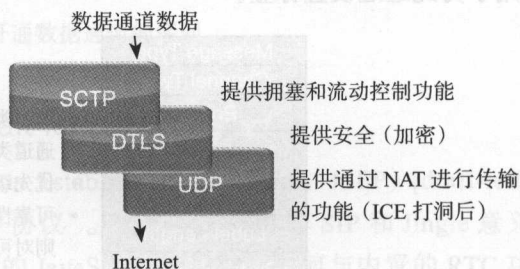 数据通道数据
SCTP
提供拥塞和流动控制功能
DTLS
提供安全（加密）
UDP
提供通过 NAT 进行传输
的功能（ICE 打洞后）
Internet